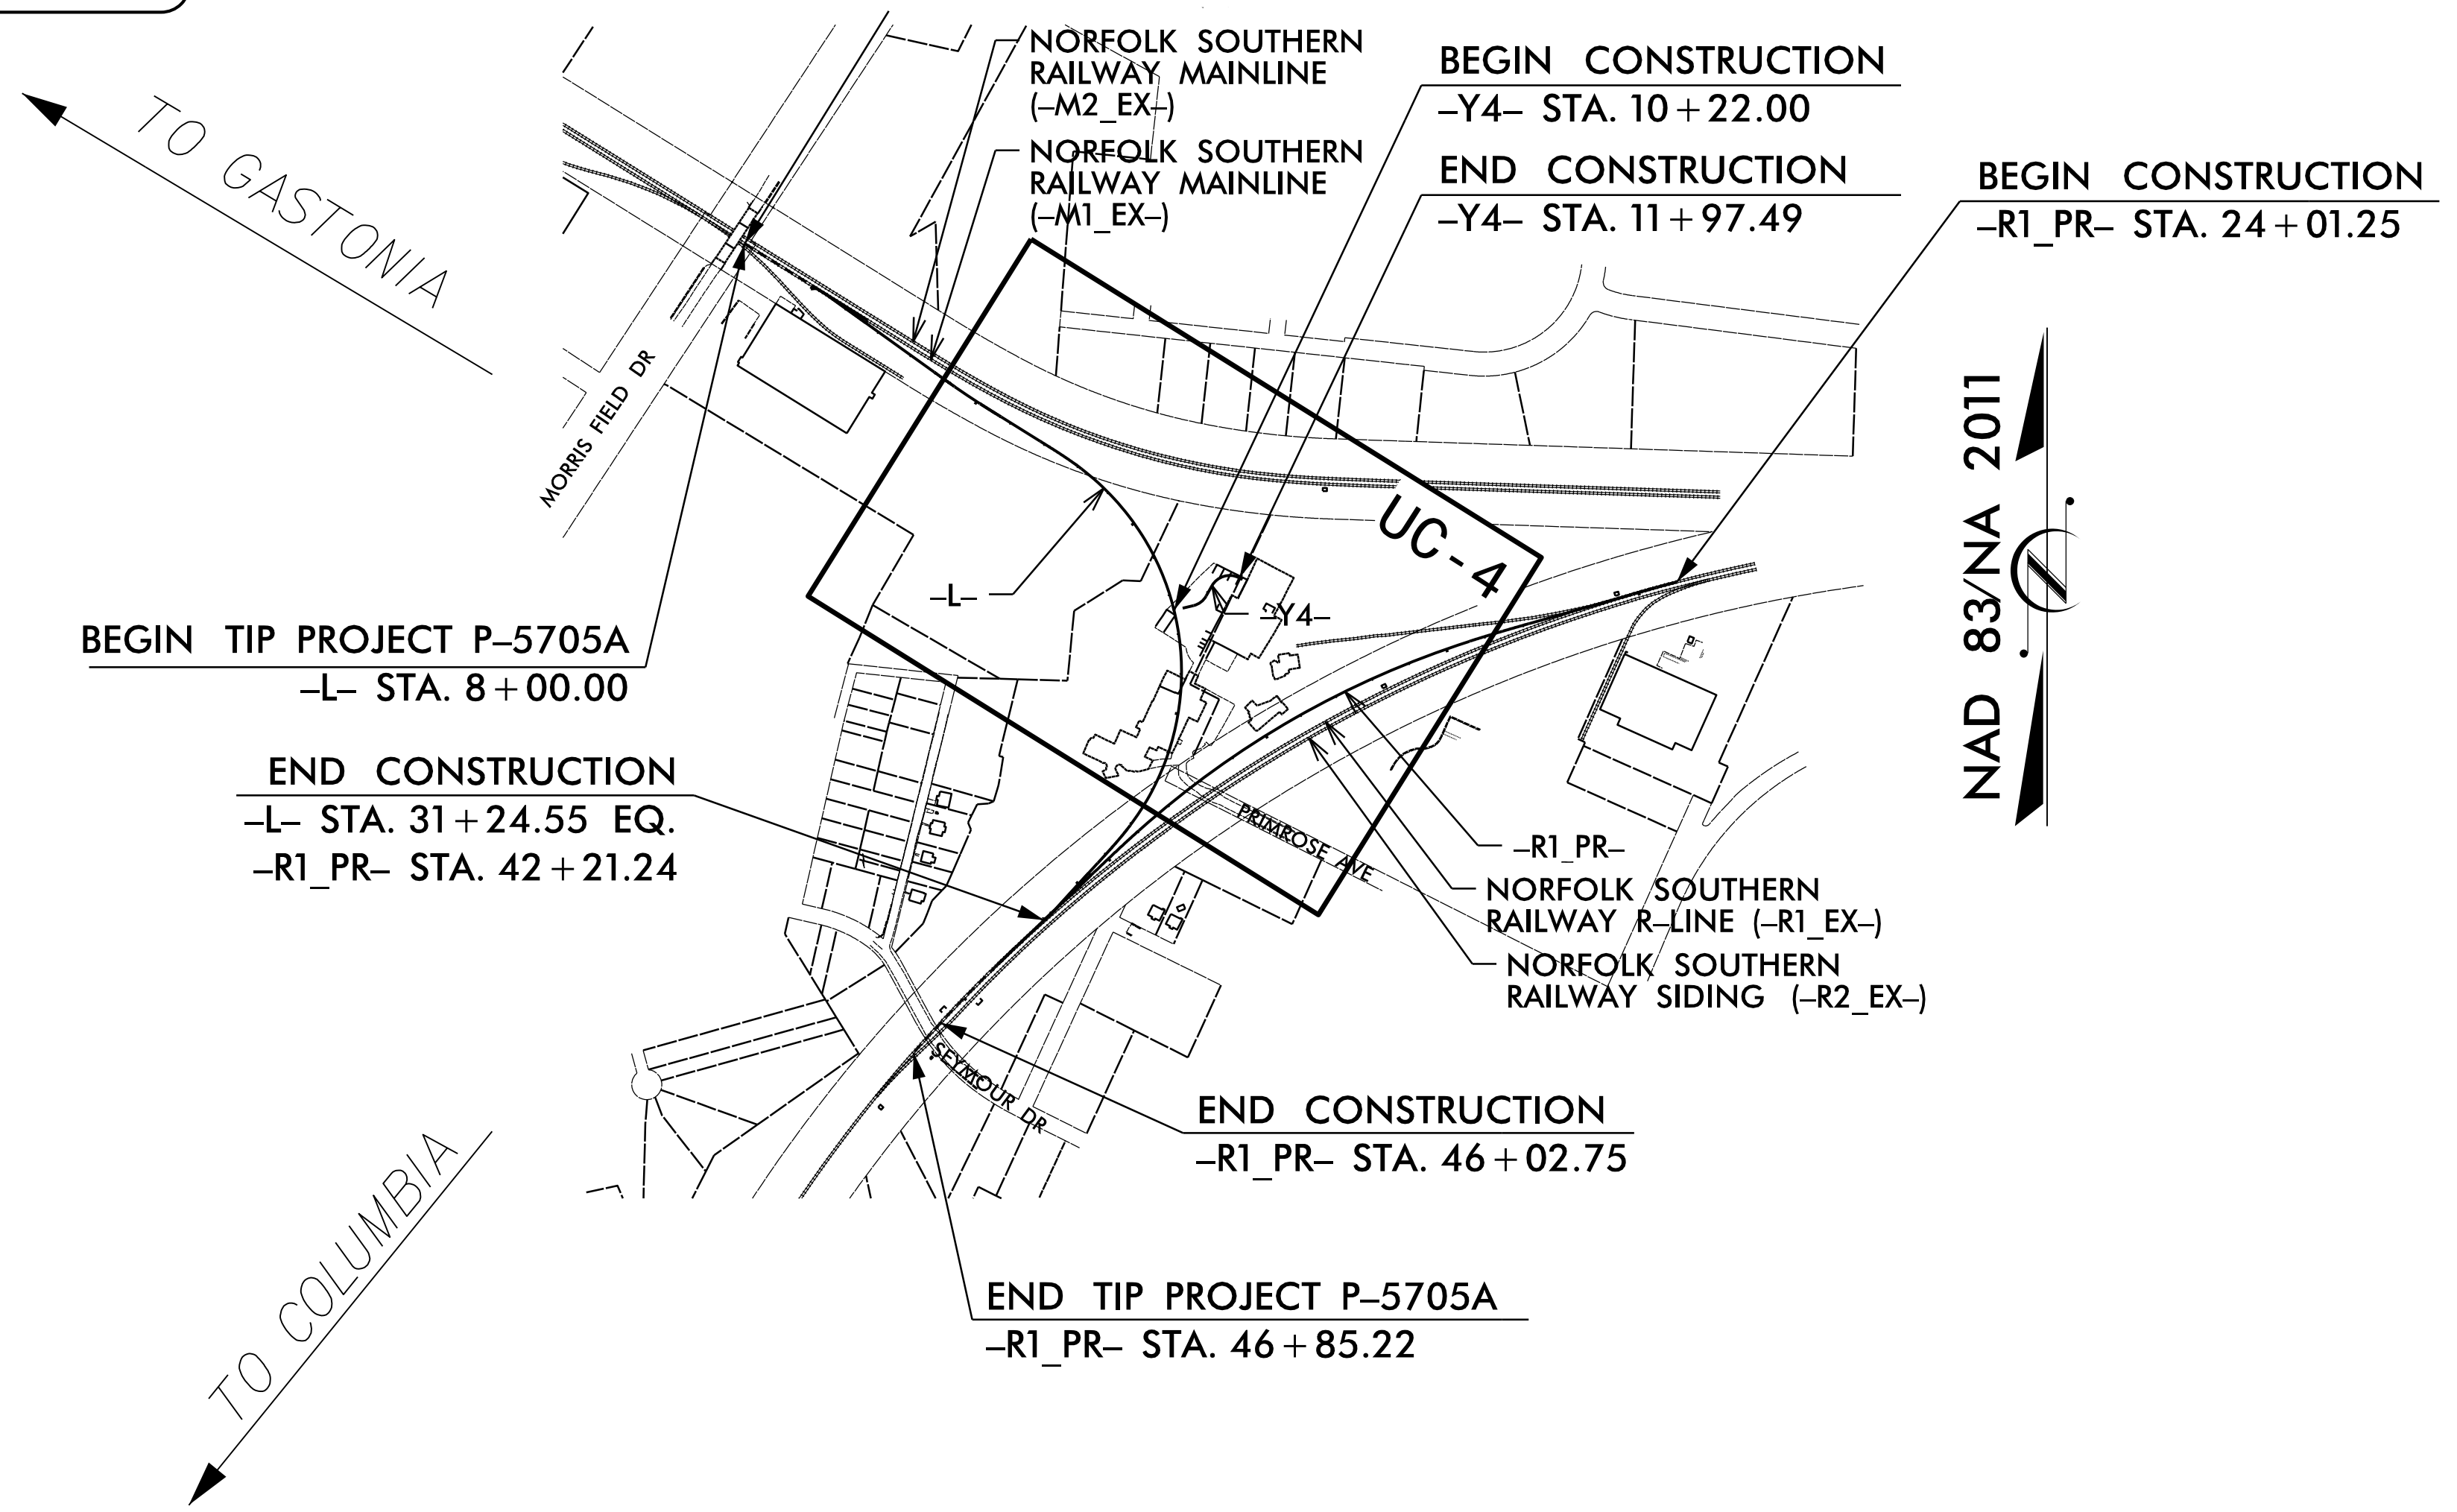 NORFOLK SOUTHERN
RAILWAY MAINLINE
(–M2_EX–)
NORFOLK SOUTHERN
RAILWAY MAINLINE
(–M1_EX–)
BEGIN CONSTRUCTION
–Y4– STA. 10+22.00
END CONSTRUCTION
–Y4– STA. 11+97.49
BEGIN CONSTRUCTION
–R1_PR– STA. 24+01.25
TO GASTONIA
MORRIS FIELD DR
UC-4
–L–
–Y4–
NAD 83/NA 2011
BEGIN TIP PROJECT P–5705A
–L– STA. 8+00.00
END CONSTRUCTION
–L– STA. 31+24.55 EQ.
–R1_PR– STA. 42+21.24
PRIMROSE AVE
–R1_PR–
NORFOLK SOUTHERN
RAILWAY R–LINE (–R1_EX–)
NORFOLK SOUTHERN
RAILWAY SIDING (–R2_EX–)
SEYMOUR DR
END CONSTRUCTION
–R1_PR– STA. 46+02.75
TO COLUMBIA
END TIP PROJECT P–5705A
–R1_PR– STA. 46+85.22